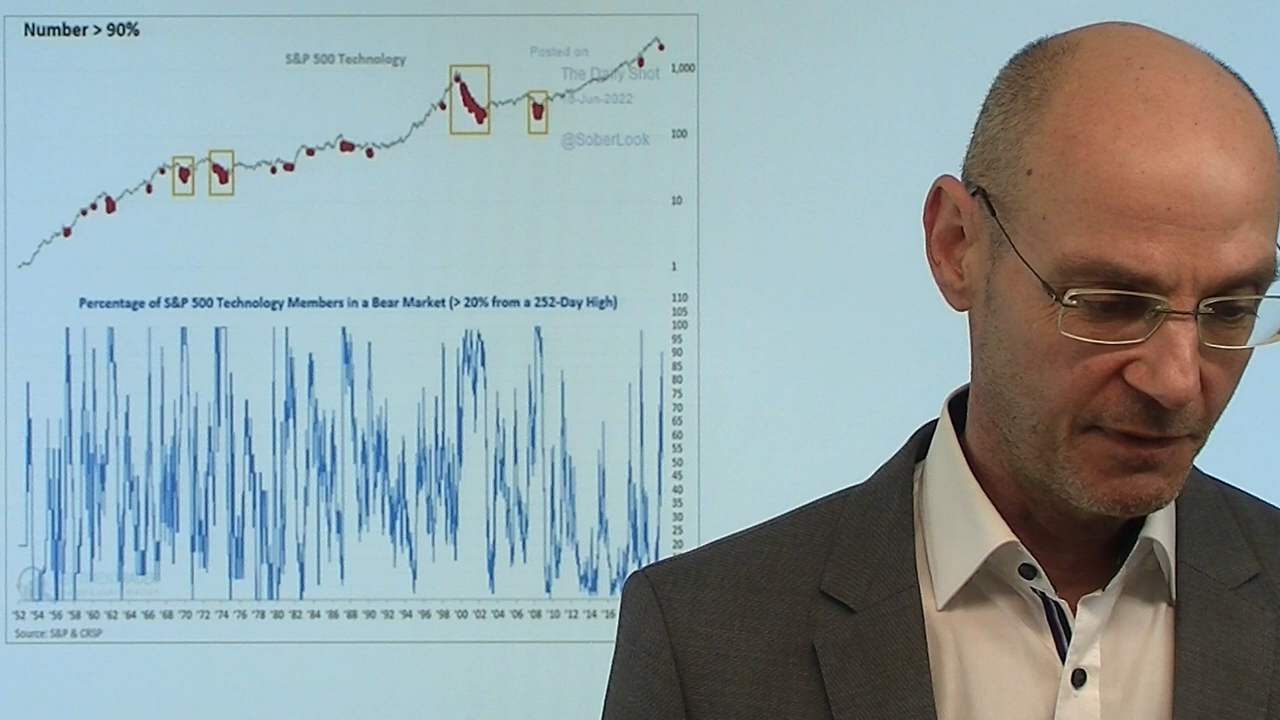 Number > 90%
S&P 500 Technology
Posted on
The Daily Shot
-Jun-2022
@SoberLook
1,000
100
10
1
Percentage of S&P 500 Technology Members in a Bear Market (> 20% from a 252-Day High)
110
105
100
95
90
85
80
75
70
65
60
55
50
45
40
35
30
25
20
'52 '54 '56 '58 '60 '62 '64 '66 '68 '70 '72 '74 '76 '78 '80 '82 '84 '86 '88 '90 '92 '94 '96 '98 '00 '02 '04 '06 '08 '10 '12 '14 '16
Source: S&P & CRSP